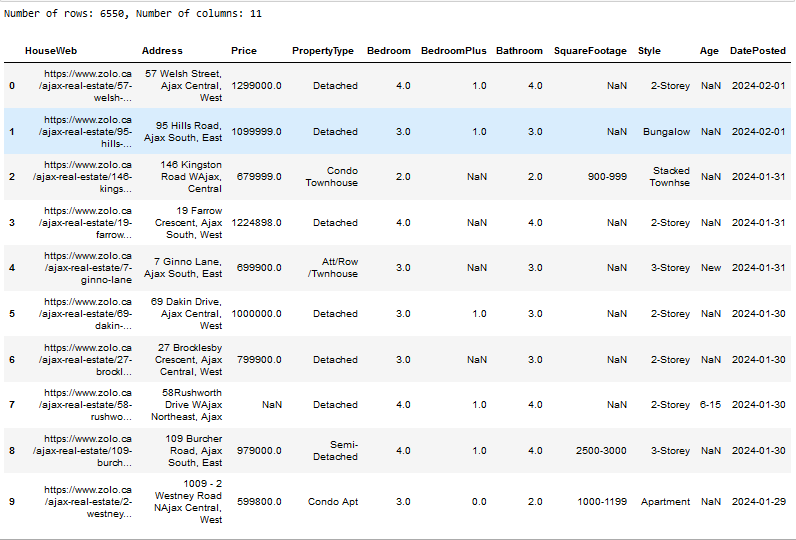 Number of rows: 6550, Number of columns: 11
HouseWeb Address Price PropertyType Bedroom BedroomPlus Bathroom SquareFootage Style Age DatePosted
0 https://www.zolo.ca/ajax-real-estate/57-welsh-... 57 Welsh Street, Ajax Central, West 1299000.0 Detached 4.0 1.0 4.0 NaN 2-Storey NaN 2024-02-01
1 https://www.zolo.ca/ajax-real-estate/95-hills-... 95 Hills Road, Ajax South, East 1099999.0 Detached 3.0 1.0 3.0 NaN Bungalow NaN 2024-02-01
2 https://www.zolo.ca/ajax-real-estate/146-kings... 146 Kingston Road WAjax, Central 679999.0 Condo Townhouse 2.0 NaN 2.0 900-999 Stacked Townhse NaN 2024-01-31
3 https://www.zolo.ca/ajax-real-estate/19-farrow... 19 Farrow Crescent, Ajax South, West 1224898.0 Detached 4.0 NaN 4.0 NaN 2-Storey NaN 2024-01-31
4 https://www.zolo.ca/ajax-real-estate/7-ginno-lane 7 Ginno Lane, Ajax South, East 699900.0 Att/Row/Twnhouse 3.0 NaN 3.0 NaN 3-Storey New 2024-01-31
5 https://www.zolo.ca/ajax-real-estate/69-dakin-... 69 Dakin Drive, Ajax Central, West 1000000.0 Detached 3.0 1.0 3.0 NaN 2-Storey NaN 2024-01-30
6 https://www.zolo.ca/ajax-real-estate/27-brockl... 27 Brocklesby Crescent, Ajax Central, West 799900.0 Detached 3.0 NaN 3.0 NaN 2-Storey NaN 2024-01-30
7 https://www.zolo.ca/ajax-real-estate/58-rushwo... 58Rushworth Drive WAjax Northeast, Ajax NaN Detached 4.0 1.0 4.0 NaN 2-Storey 6-15 2024-01-30
8 https://www.zolo.ca/ajax-real-estate/109-burch... 109 Burcher Road, Ajax South, East 979000.0 Semi-Detached 4.0 1.0 4.0 2500-3000 3-Storey NaN 2024-01-30
9 https://www.zolo.ca/ajax-real-estate/2-westney... 1009 - 2 Westney Road NAjax Central, West 599800.0 Condo Apt 3.0 0.0 2.0 1000-1199 Apartment NaN 2024-01-29